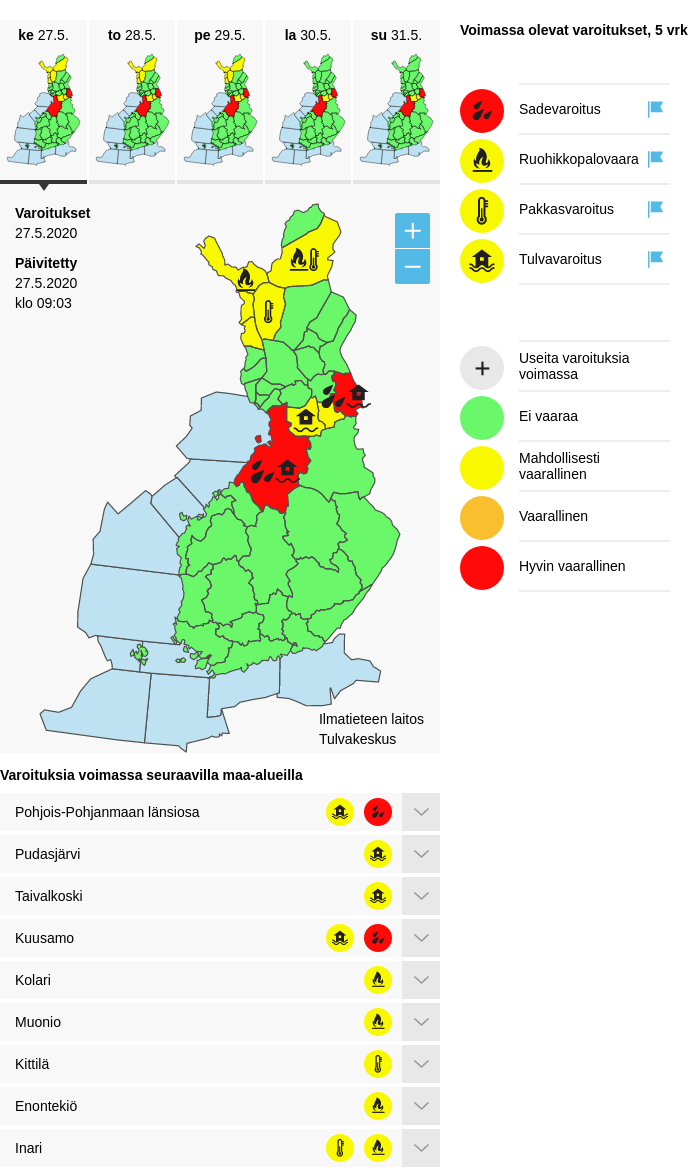 ke 27.5.
to 28.5.
pe 29.5.
la 30.5.
su 31.5.
Varoitukset
27.5.2020
Päivitetty
27.5.2020
klo 09:03
+
−
Ilmatieteen laitos
Tulvakeskus
Voimassa olevat varoitukset, 5 vrk
Sadevaroitus
Ruohikkopalovaara
Pakkasvaroitus
Tulvavaroitus
+
Useita varoituksia
voimassa
Ei vaaraa
Mahdollisesti
vaarallinen
Vaarallinen
Hyvin vaarallinen
Varoituksia voimassa seuraavilla maa-alueilla
Pohjois-Pohjanmaan länsiosa
Pudasjärvi
Taivalkoski
Kuusamo
Kolari
Muonio
Kittilä
Enontekiö
Inari